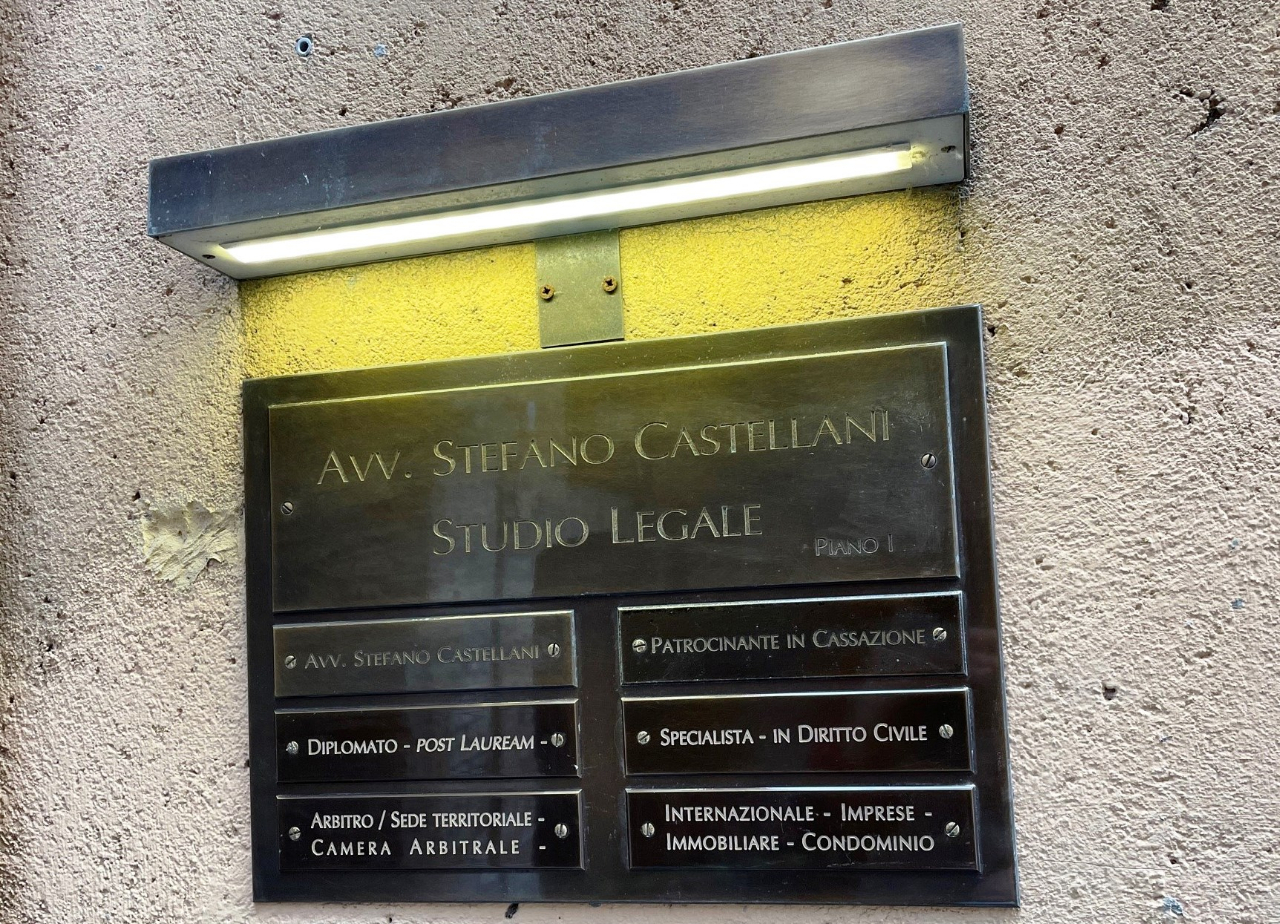 Avv. Stefano Castellani
Studio Legale
Piano I
Avv. Stefano Castellani
Patrocinante in Cassazione
Diplomato - post Lauream -
Specialista - in Diritto Civile
Arbitro / Sede territoriale -
Camera Arbitrale -
Internazionale - Imprese -
Immobiliare - Condominio